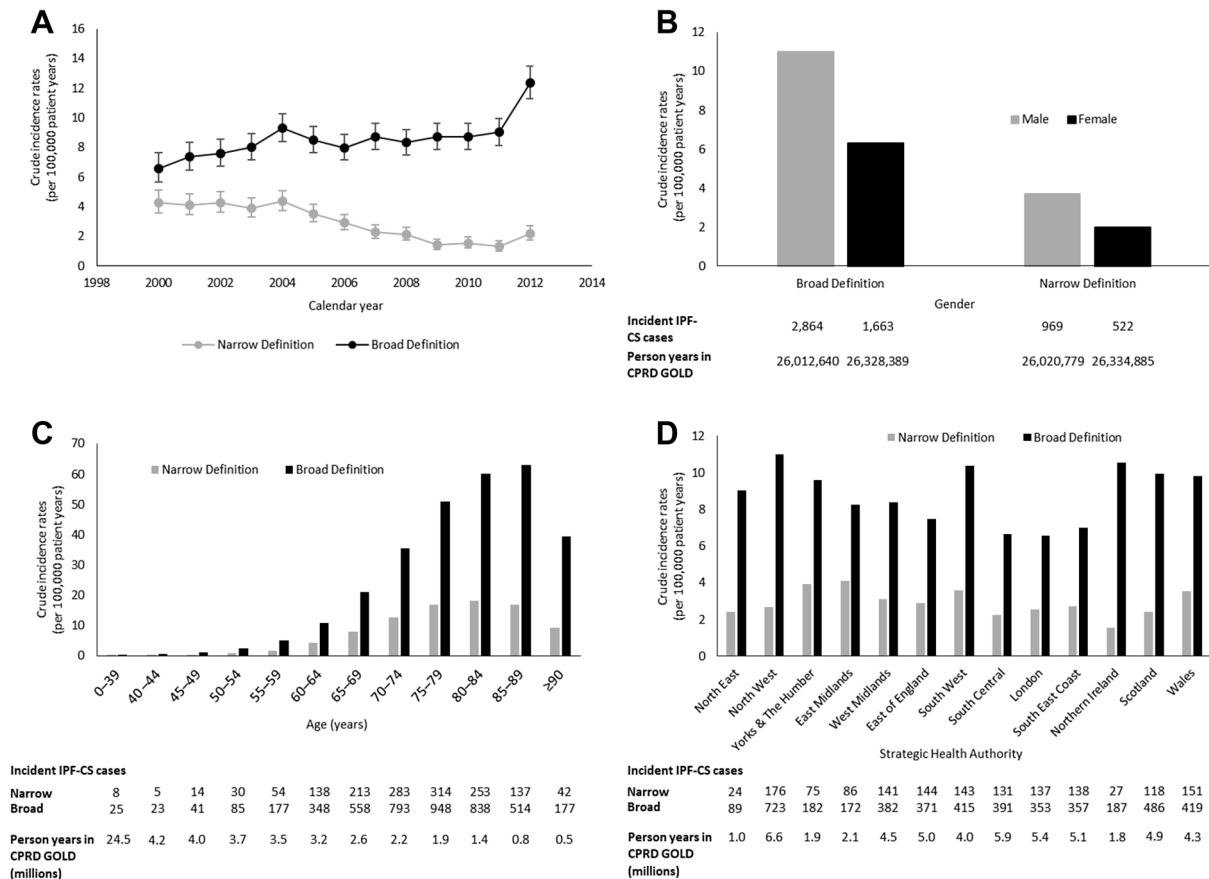 A
Crude incidence rates
(per 100,000 patient years)
16
14
12
10
8
6
4
2
0
1998 2000 2002 2004 2006 2008 2010 2012 2014
Calendar year
Narrow Definition Broad Definition
B
Crude incidence rates
(per 100,000 patient years)
12
10
8
6
4
2
0
Male Female
Broad Definition Narrow Definition
Gender
Incident IPF-
CS cases
2,864 1,663 969 522
Person years in
CPRD GOLD
26,012,640 26,328,389 26,020,779 26,334,885
C
Crude incidence rates
(per 100,000 patient years)
70
60
50
40
30
20
10
0
Narrow Definition Broad Definition
0–39 40–44 45–49 50–54 55–59 60–64 65–69 70–74 75–79 80–84 85–89 ≥90
Age (years)
Incident IPF-CS cases
Narrow 8 5 14 30 54 138 213 283 314 253 137 42
Broad 25 23 41 85 177 348 558 793 948 838 514 177
Person years in 24.5 4.2 4.0 3.7 3.5 3.2 2.6 2.2 1.9 1.4 0.8 0.5
CPRD GOLD
(millions)
D
Crude incidence rates
(per 100,000 patient years)
12
10
8
6
4
2
0
Narrow Definition Broad Definition
North East North West Yorks & The Humber East Midlands West Midlands East of England South West South Central London South East Coast Northern Ireland Scotland Wales
Strategic Health Authority
Incident IPF-CS cases
Narrow 24 176 75 86 141 144 143 131 137 138 27 118 151
Broad 89 723 182 172 382 371 415 391 353 357 187 486 419
Person years in 1.0 6.6 1.9 2.1 4.5 5.0 4.0 5.9 5.4 5.1 1.8 4.9 4.3
CPRD GOLD
(millions)